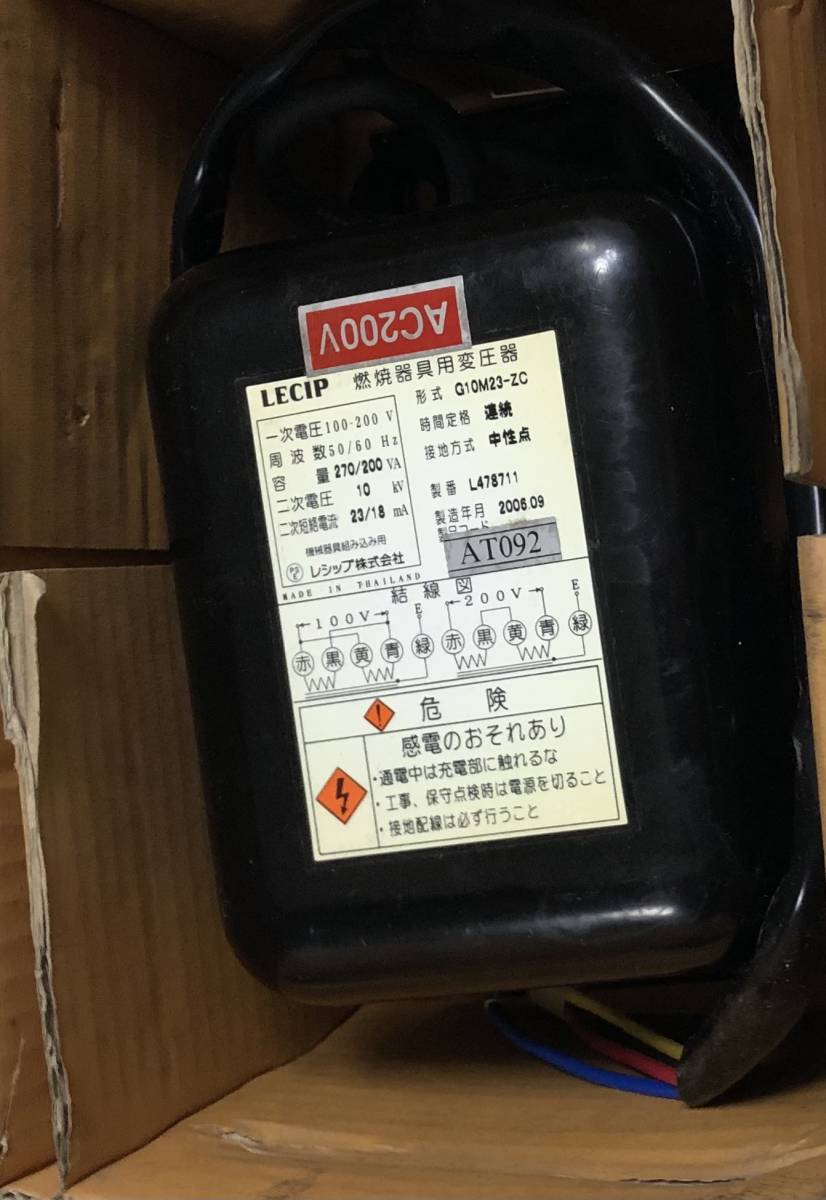 AC200V
LECIP 燃焼器具用変圧器
一次電圧 100-200 V
周波数 50/60 Hz
容量 270/200 VA
二次電圧 10 kV
二次短絡電流 23/18 mA
機械器具組み込み用
レシップ株式会社
MADE IN THAILAND
形式 G10M23-ZC
時間定格 連続
接地方式 中性点
製番 L478711
製造年月 2006.09
製品コード
AT092
結線図
100V E
赤 黒 黄 青 緑
200V E
赤 黒 黄 青 緑
危険
感電のおそれあり
・通電中は充電部に触れるな
・工事、保守点検時は電源を切ること
・接地配線は必ず行うこと